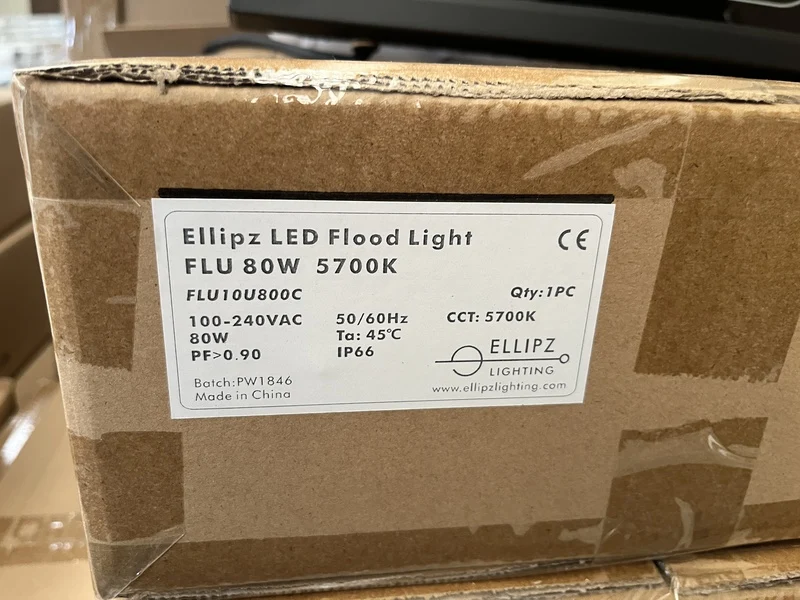 Ellipz LED Flood Light CE
FLU 80W 5700K
FLU10U800C Qty:1PC
100-240VAC 50/60Hz CCT: 5700K
80W Ta: 45℃
PF>0.90 IP66
ELLIPZ
LIGHTING
Batch:PW1846
www.ellipzlighting.com
Made in China